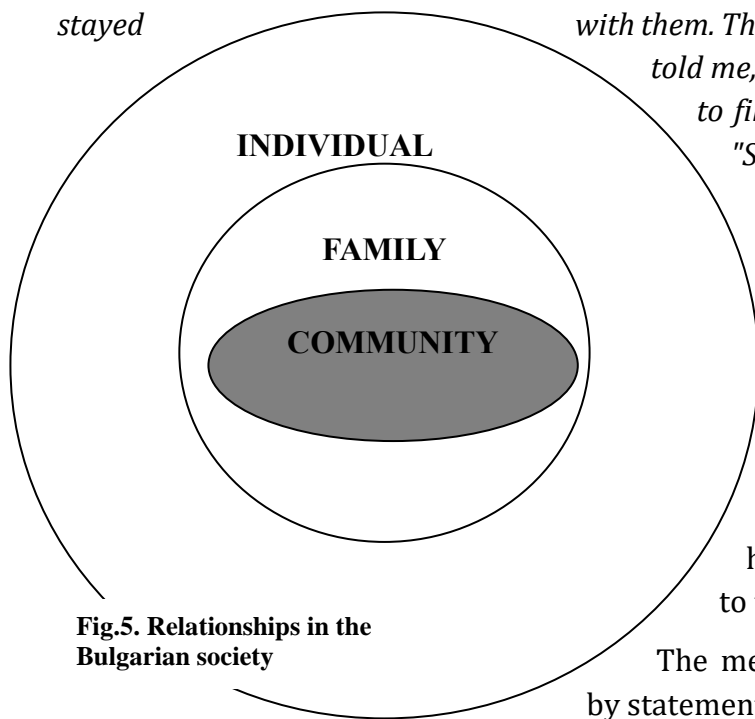 stayed with them. Th
told me,
to fi
"S
INDIVIDUAL
FAMILY
COMMUNITY
h
to
Fig.5. Relationships in the
Bulgarian society
The me
by statement